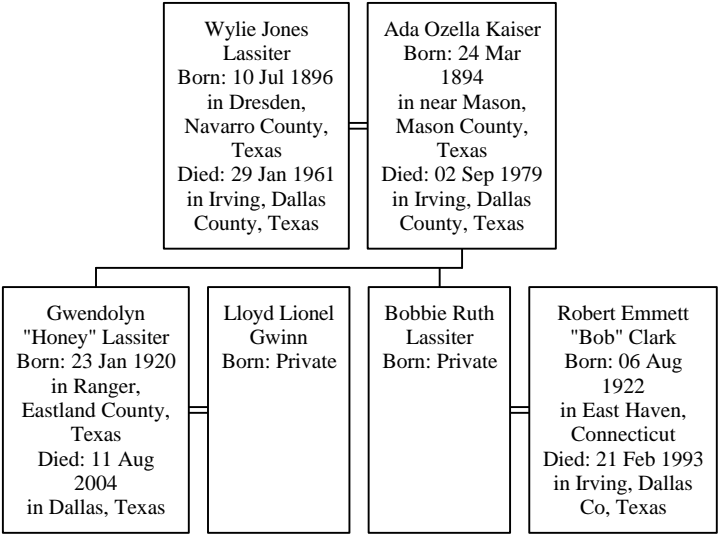 Wylie Jones
Lassiter
Born: 10 Jul 1896
in Dresden,
Navarro County,
Texas
Died: 29 Jan 1961
in Irving, Dallas
County, Texas
Ada Ozella Kaiser
Born: 24 Mar
1894
in near Mason,
Mason County,
Texas
Died: 02 Sep 1979
in Irving, Dallas
County, Texas
Gwendolyn
"Honey" Lassiter
Born: 23 Jan 1920
in Ranger,
Eastland County,
Texas
Died: 11 Aug
2004
in Dallas, Texas
Lloyd Lionel
Gwinn
Born: Private
Bobbie Ruth
Lassiter
Born: Private
Robert Emmett
"Bob" Clark
Born: 06 Aug
1922
in East Haven,
Connecticut
Died: 21 Feb 1993
in Irving, Dallas
Co, Texas